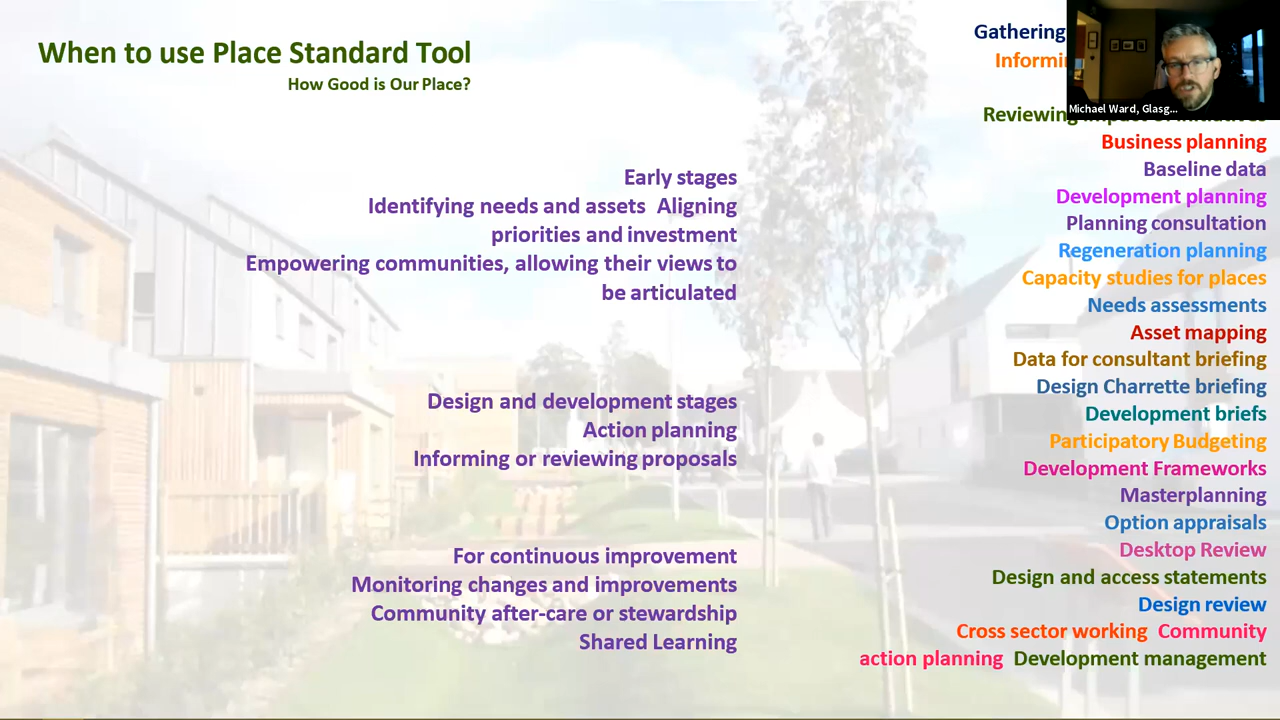 When to use Place Standard Tool
How Good is Our Place?
Early stages
Identifying needs and assets Aligning
priorities and investment
Empowering communities, allowing their views to
be articulated
Design and development stages
Action planning
Informing or reviewing proposals
For continuous improvement
Monitoring changes and improvements
Community after-care or stewardship
Shared Learning
Gathering
Michael Ward, Glasg...
Reviewing
Business planning
Baseline data
Development planning
Planning consultation
Regeneration planning
Capacity studies for places
Needs assessments
Asset mapping
Data for consultant briefing
Design Charrette briefing
Development briefs
Participatory Budgeting
Development Frameworks
Masterplanning
Option appraisals
Desktop Review
Design and access statements
Design review
Cross sector working Community
action planning Development management